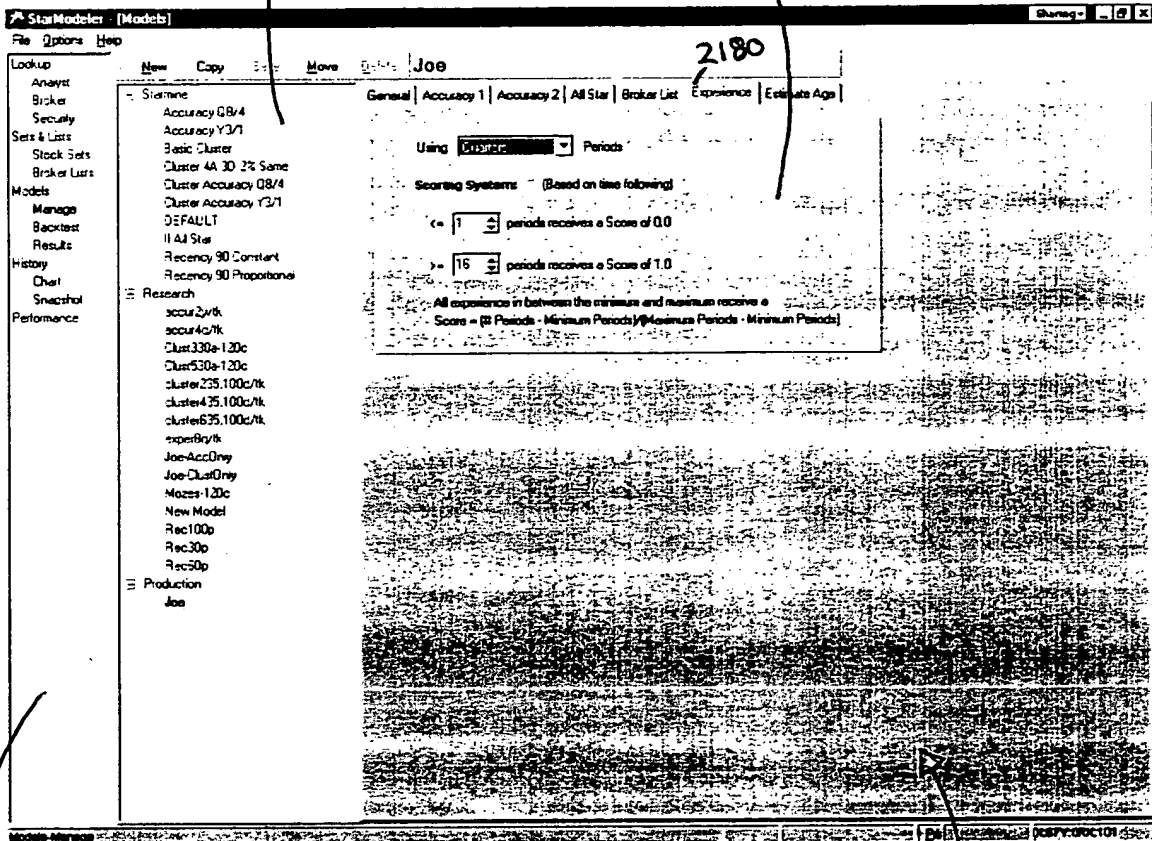 StarModeler - [Models]
Sharing
File Options Help
2180
Lookup
Analyst
Broker
Security
Sets & Lists
Stock Sets
Broker Lists
Models
Manage
Backtest
Results
History
Chart
Snapshot
Performance
New Copy Move Joe
Starmine
Accuracy Q8/4
Accuracy Y3/1
Basic Cluster
Cluster 4A 3D 2% Same
Cluster Accuracy Q8/4
Cluster Accuracy Y3/1
DEFAULT
II All Star
Recency 90 Constant
Recency 90 Proportional
Research
accur2y/tk
accur4q/tk
Clust330a-120c
Clust530a-120c
cluster235,100c/tk
cluster435,100c/tk
cluster635,100c/tk
exper8q/tk
Joe-AccOnly
Joe-ClustOnly
Mozes-120c
New Model
Rec100p
Rec30p
Rec60p
Production
Joe
General Accuracy 1 Accuracy 2 All Star Broker List Experience Estimate Age
Using Periods
Scoring Systems (Based on time following)
<= 1 periods receives a Score of 0.0
>= 16 periods receives a Score of 1.0
All experience in between the minimum and maximum receive a
Score = (# Periods - Minimum Periods)/(Maximum Periods - Minimum Periods)
Models-Manage